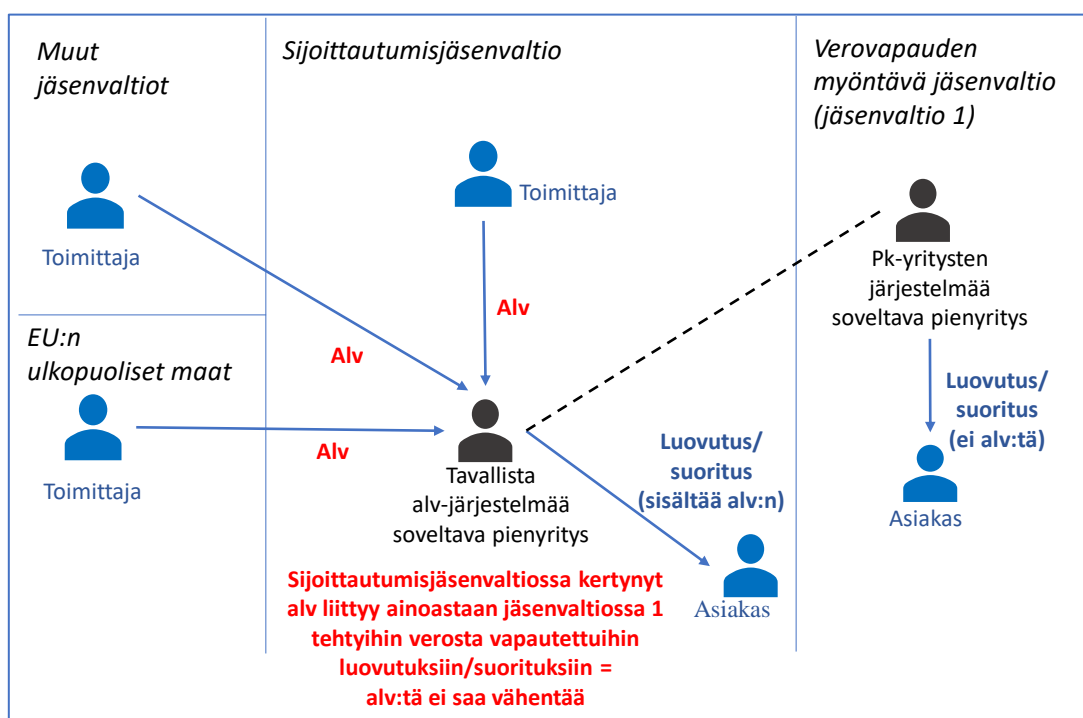 Muut
jäsenvaltiot
Toimittaja
EU:n
ulkopuoliset maat
Toimittaja
Sijoittautumisjäsenvaltio
Toimittaja
Alv
Alv
Alv
Tavallista
alv-järjestelmää
soveltava pienyritys
Luovutus/
suoritus
(sisältää alv:n)
Asiakas
Sijoittautumisjäsenvaltiossa kertynyt
alv liittyy ainoastaan jäsenvaltiossa 1
tehtyihin verosta vapautettuihin
luovutuksiin/suorituksiin =
alv:tä ei saa vähentää
Verovapauden
myöntävä jäsenvaltio
(jäsenvaltio 1)
Pk-yritysten
järjestelmää
soveltava pienyritys
Luovutus/
suoritus
(ei alv:tä)
Asiakas